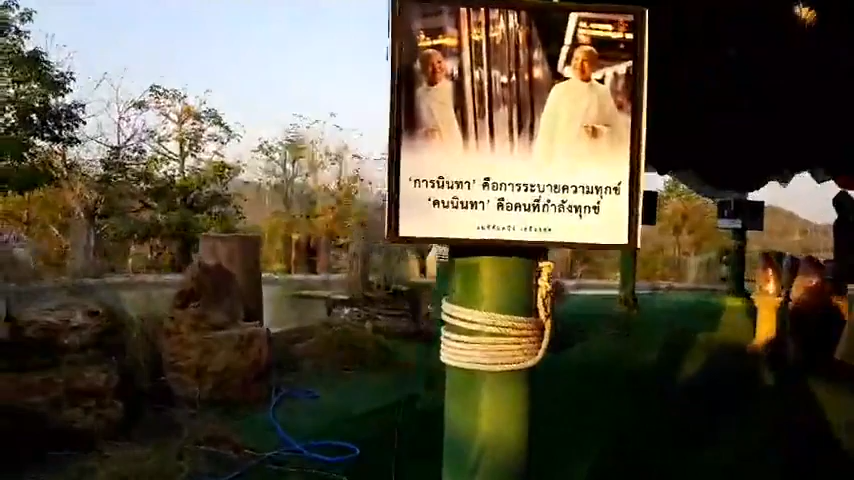 'การนินทา' คือการระบายความทุกข์
'คนนินทา' คือคนที่กำลังทุกข์